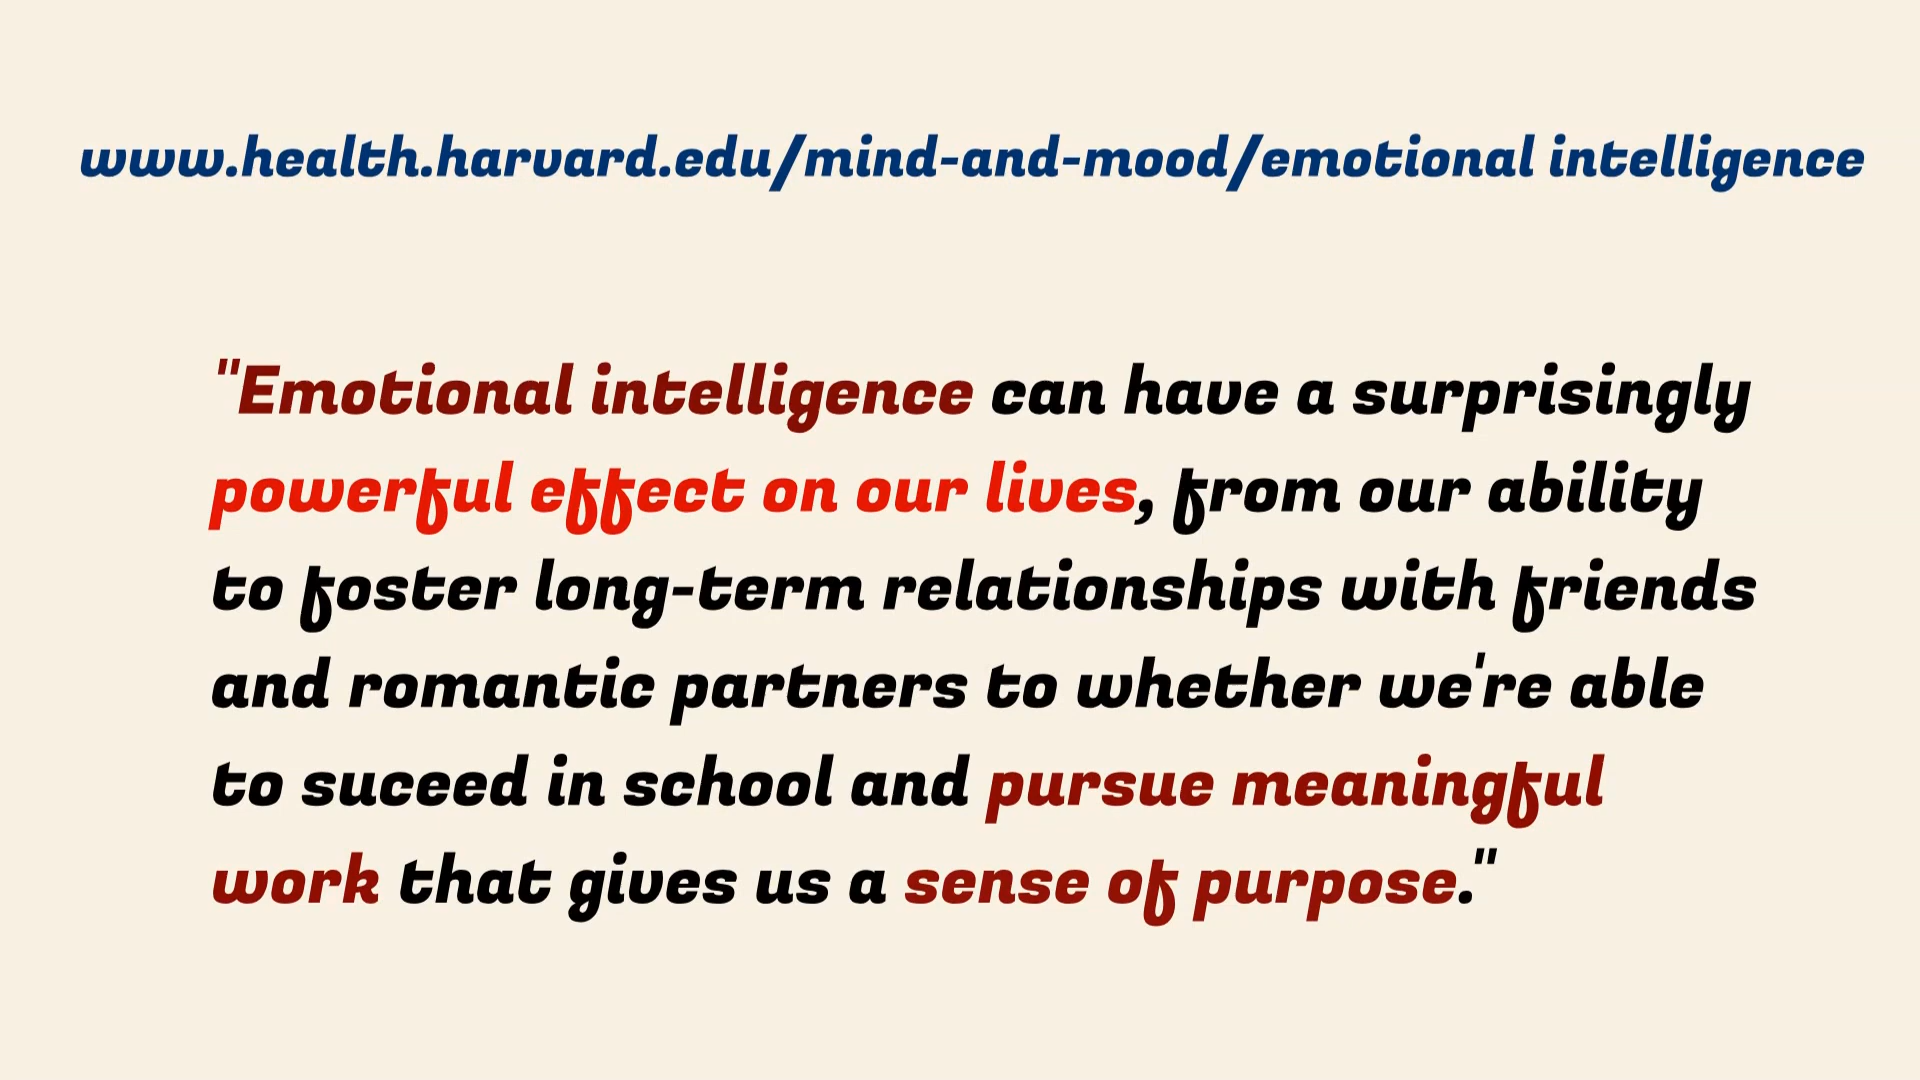 www.health.harvard.edu/mind-and-mood/emotional intelligence
"Emotional intelligence can have a surprisingly
powerful effect on our lives, from our ability
to foster long-term relationships with friends
and romantic partners to whether we're able
to suceed in school and pursue meaningful
work that gives us a sense of purpose."